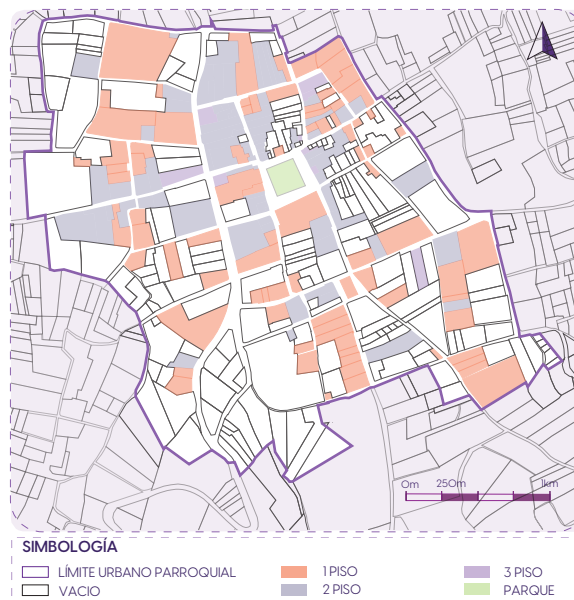 0m 250m 1km
SIMBOLOGÍA
LÍMITE URBANO PARROQUIAL
1 PISO
3 PISO
VACIO
2 PISO
PARQUE